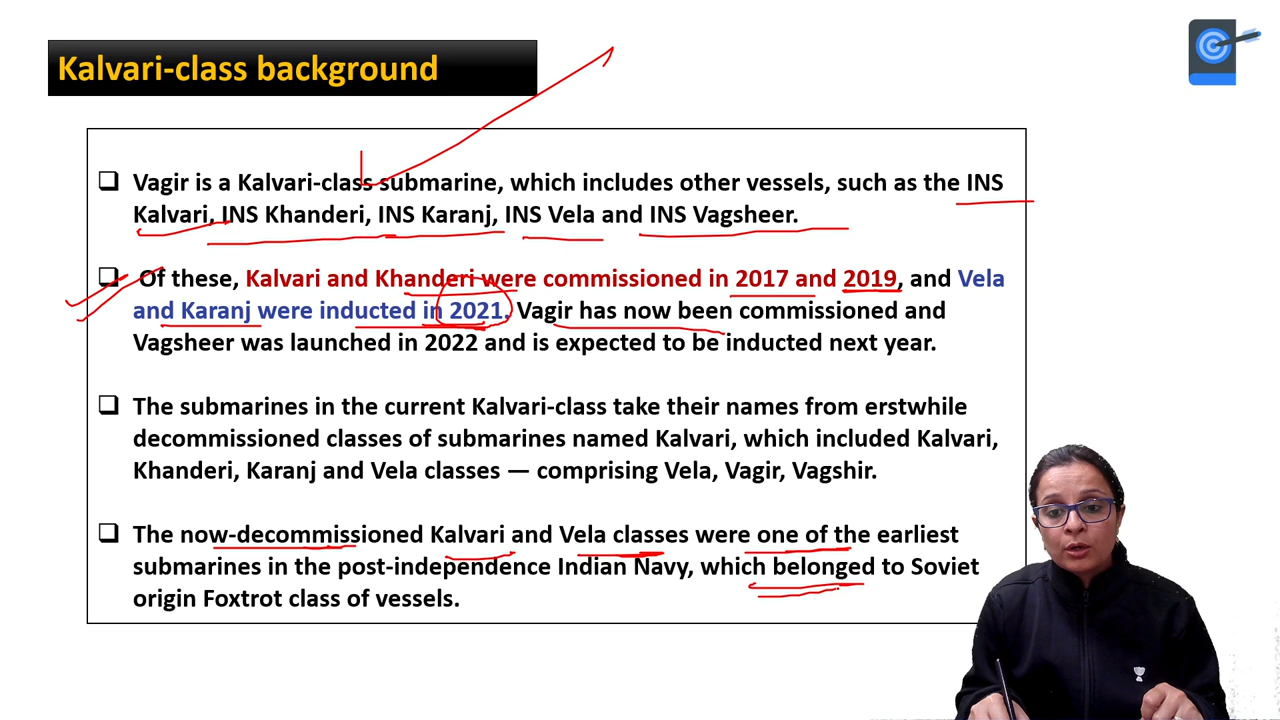 Kalvari-class background
Vagir is a Kalvari-class submarine, which includes other vessels, such as the INS
Kalvari, INS Khanderi, INS Karanj, INS Vela and INS Vagsheer.
Of these, Kalvari and Khanderi were commissioned in 2017 and 2019, and Vela
and Karanj were inducted in 2021. Vagir has now been commissioned and
Vagsheer was launched in 2022 and is expected to be inducted next year.
The submarines in the current Kalvari-class take their names from erstwhile
decommissioned classes of submarines named Kalvari, which included Kalvari,
Khanderi, Karanj and Vela classes — comprising Vela, Vagir, Vagshir.
The now-decommissioned Kalvari and Vela classes were one of the earliest
submarines in the post-independence Indian Navy, which belonged to Soviet
origin Foxtrot class of vessels.